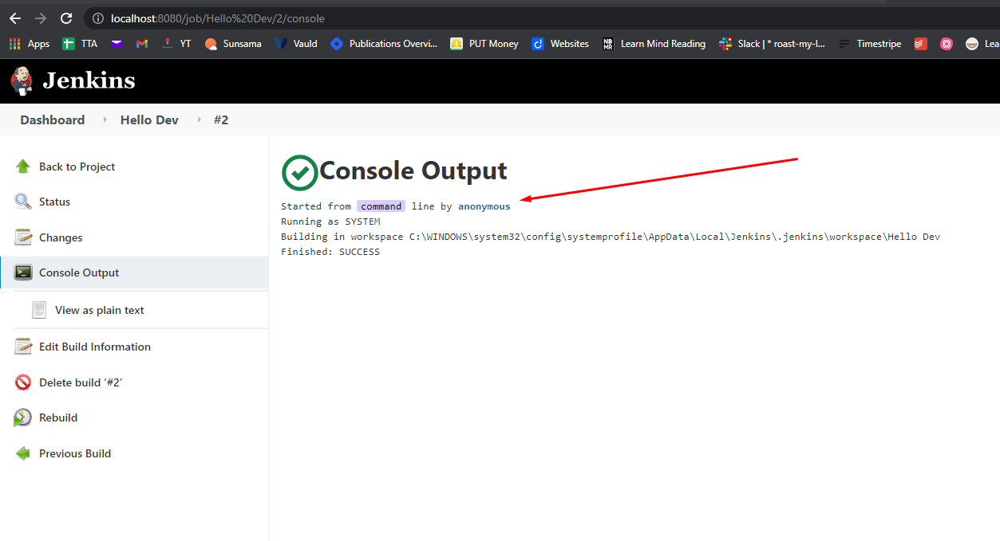 localhost:8080/job/Hello%20Dev/2/console
Apps TTA YT Sunsama Vauld Publications Overvi... PUT Money Websites Learn Mind Reading Slack | * roast-my-l... Timestripe Lea
Jenkins
Dashboard Hello Dev #2
Back to Project
Status
Changes
Console Output
View as plain text
Edit Build Information
Delete build ‘#2’
Rebuild
Previous Build
Console Output
Started from command line by anonymous
Running as SYSTEM
Building in workspace C:\WINDOWS\system32\config\systemprofile\AppData\Local\Jenkins\.jenkins\workspace\Hello Dev
Finished: SUCCESS